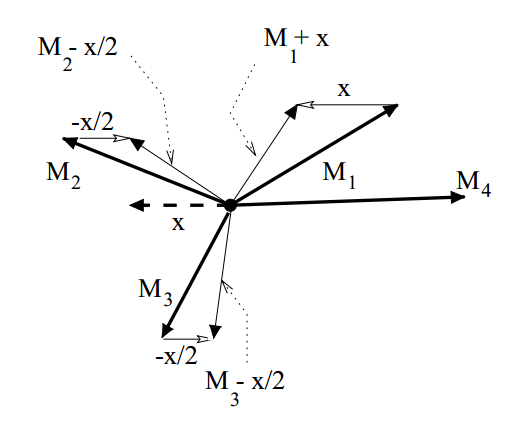 M₂ - x/2
M₁ + x
x
-x/2
M₂
M₁
M₄
x
M₃
-x/2
M₃ - x/2